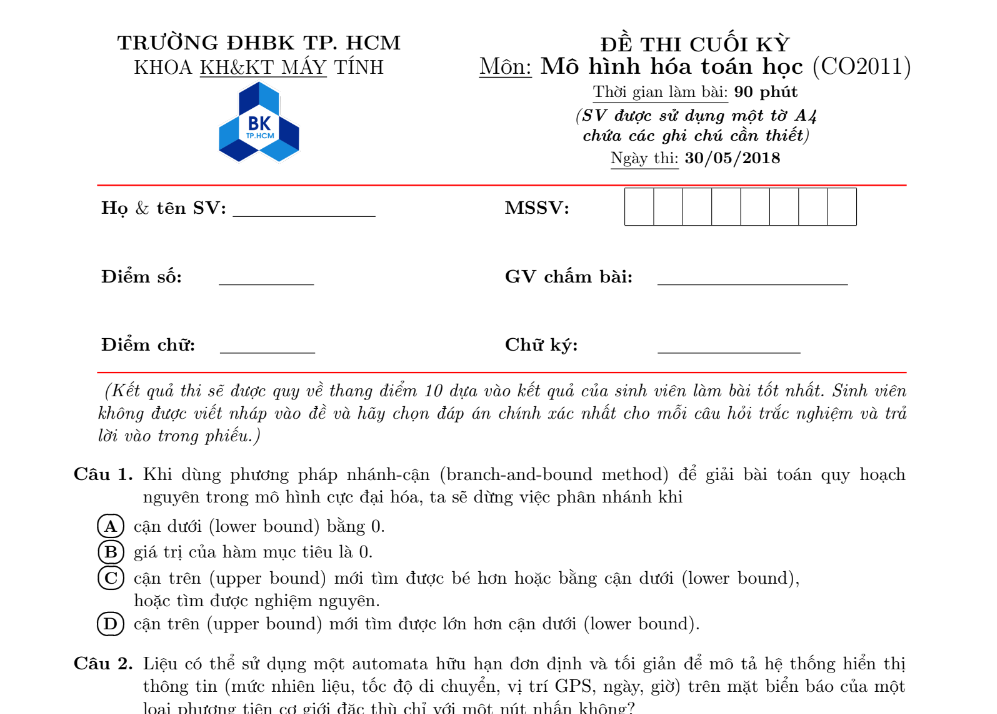 TRƯỜNG ĐHBK TP. HCM
KHOA KH&KT MÁY TÍNH
BK
TP.HCM
ĐỀ THI CUỐI KỲ
Môn: Mô hình hóa toán học (CO2011)
Thời gian làm bài: 90 phút
(SV được sử dụng một tờ A4
chứa các ghi chú cần thiết)
Ngày thi: 30/05/2018
Họ & tên SV:
MSSV:
Điểm số:
GV chấm bài:
Điểm chữ:
Chữ ký:
(Kết quả thi sẽ được quy về thang điểm 10 dựa vào kết quả của sinh viên làm bài tốt nhất. Sinh viên
không được viết nháp vào đề và hãy chọn đáp án chính xác nhất cho mỗi câu hỏi trắc nghiệm và trả
lời vào trong phiếu.)
Câu 1. Khi dùng phương pháp nhánh-cận (branch-and-bound method) để giải bài toán quy hoạch
nguyên trong mô hình cực đại hóa, ta sẽ dừng việc phân nhánh khi
A cận dưới (lower bound) bằng 0.
B giá trị của hàm mục tiêu là 0.
C cận trên (upper bound) mới tìm được bé hơn hoặc bằng cận dưới (lower bound),
hoặc tìm được nghiệm nguyên.
D cận trên (upper bound) mới tìm được lớn hơn cận dưới (lower bound).
Câu 2. Liệu có thể sử dụng một automata hữu hạn đơn định và tối giản để mô tả hệ thống hiển thị
thông tin (mức nhiên liệu, tốc độ di chuyển, vị trí GPS, ngày, giờ) trên mặt biển báo của một
loại phương tiện cơ giới đặc thù chỉ với một nút nhấn không?